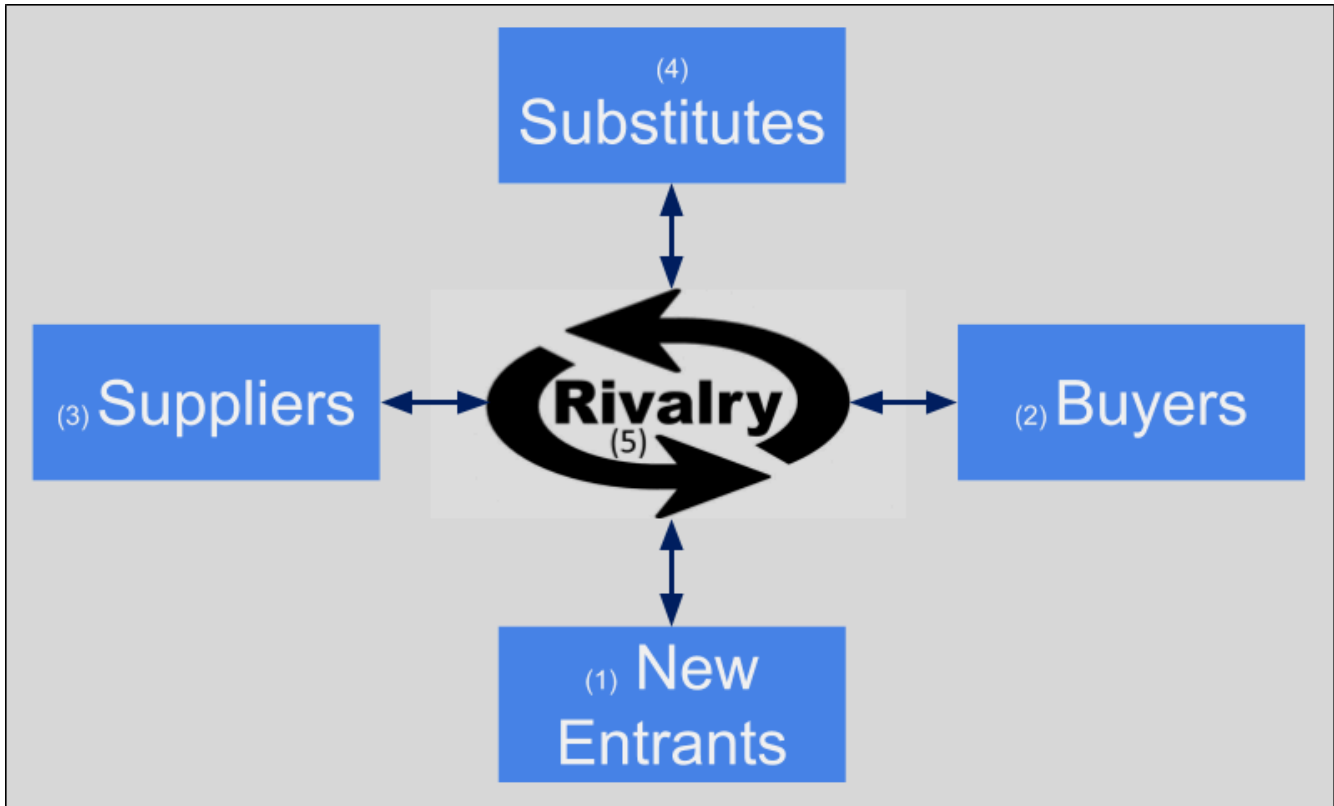 (4)
Substitutes
(3) Suppliers
Rivalry
(5)
(2) Buyers
(1) New
Entrants